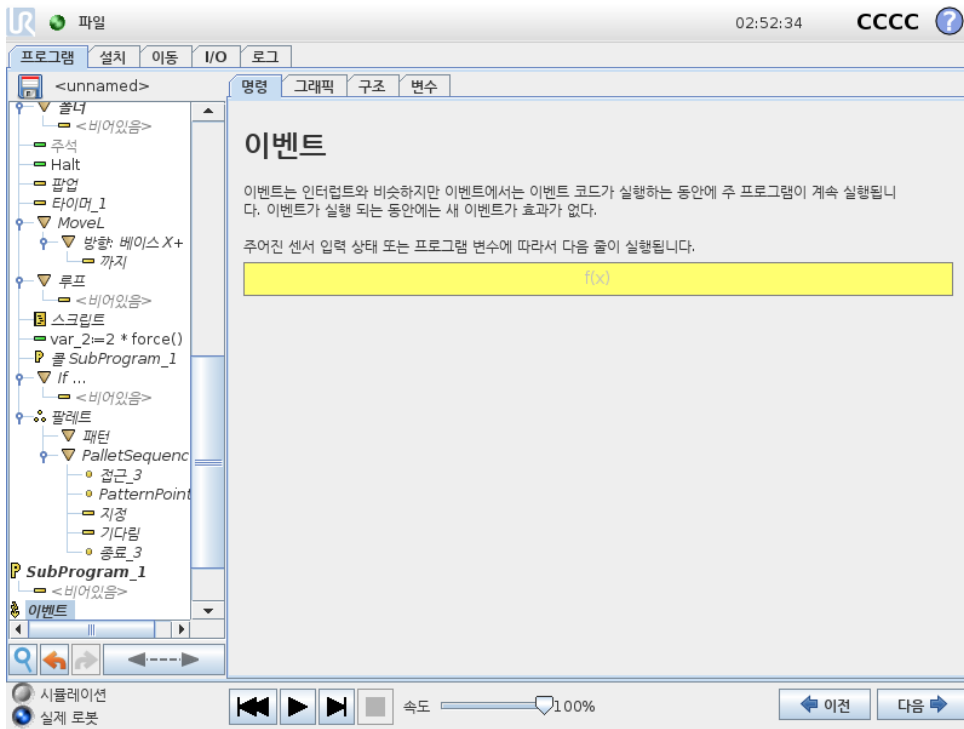 UR 파일 02:52:34 CCCC ?
프로그램 설치 이동 I/O 로그
<unnamed>
명령 그래픽 구조 변수
폴더
<비어있음>
주석
Halt
팝업
타이머_1
MoveL
방향: 베이스 X+
까지
루프
<비어있음>
스크립트
var_2:=2 * force()
콜 SubProgram_1
If ...
<비어있음>
팔레트
패턴
PalletSequenc
접근_3
PatternPoint
지정
기다림
종료_3
SubProgram_1
<비어있음>
이벤트
이벤트
이벤트는 인터럽트와 비슷하지만 이벤트에서는 이벤트 코드가 실행하는 동안에 주 프로그램이 계속 실행됩니
다. 이벤트가 실행 되는 동안에는 새 이벤트가 효과가 없다.
주어진 센서 입력 상태 또는 프로그램 변수에 따라서 다음 줄이 실행됩니다.
f(x)
시뮬레이션
실제 로봇
속도 100%
이전 다음